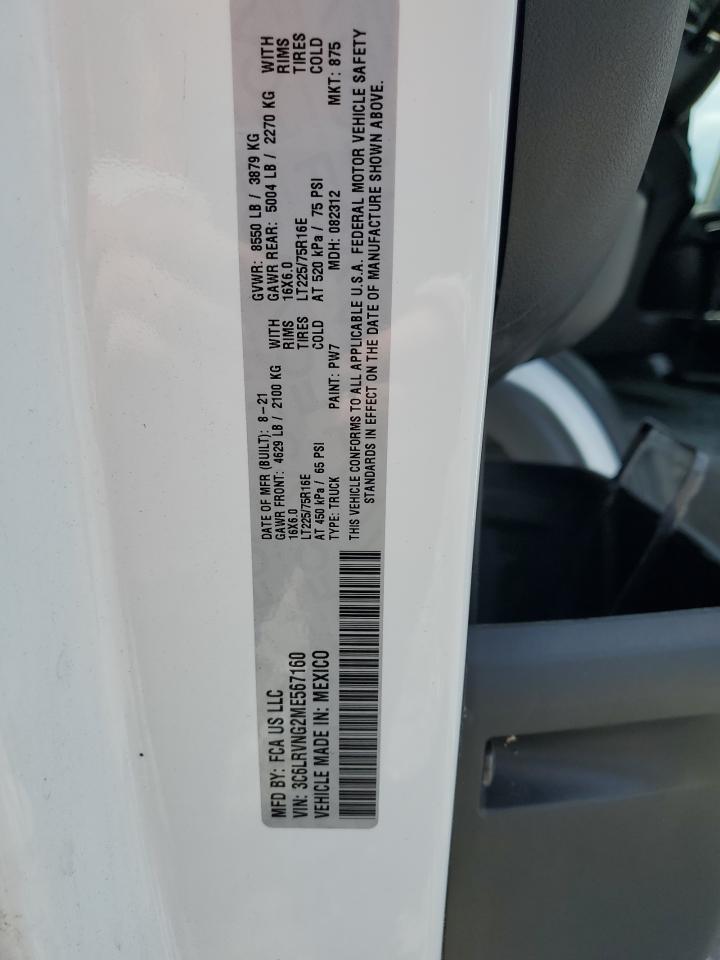 MFD BY: FCA US LLC
VIN: 3C6LRVNG2ME567160
VEHICLE MADE IN: MEXICO
DATE OF MFR (BUILT): 8-21 GVWR: 8550 LB / 3879 KG
GAWR FRONT: 4629 LB / 2100 KG WITH GAWR REAR: 5004 LB / 2270 KG WITH
16X6.0 RIMS 16X6.0 RIMS
LT225/75R16E TIRES LT225/75R16E TIRES
AT 450 kPa / 65 PSI COLD AT 520 kPa / 75 PSI COLD
TYPE: TRUCK PAINT: PW7 MDH: 082312 MKT: 875
THIS VEHICLE CONFORMS TO ALL APPLICABLE U.S.A. FEDERAL MOTOR VEHICLE SAFETY
STANDARDS IN EFFECT ON THE DATE OF MANUFACTURE SHOWN ABOVE.